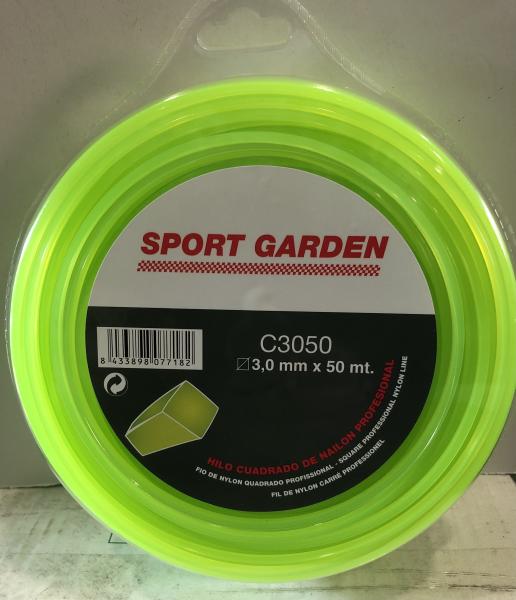 SPORT GARDEN
C3050
3,0 mm x 50 mt.
8 433898 077182
HILO CUADRADO DE NAILON PROFESIONAL
FIO DE NYLON QUADRADO PROFISSIONAL - SQUARE PROFESSIONAL NYLON LINE
FIL DE NYLON CARRÉ PROFESSIONEL